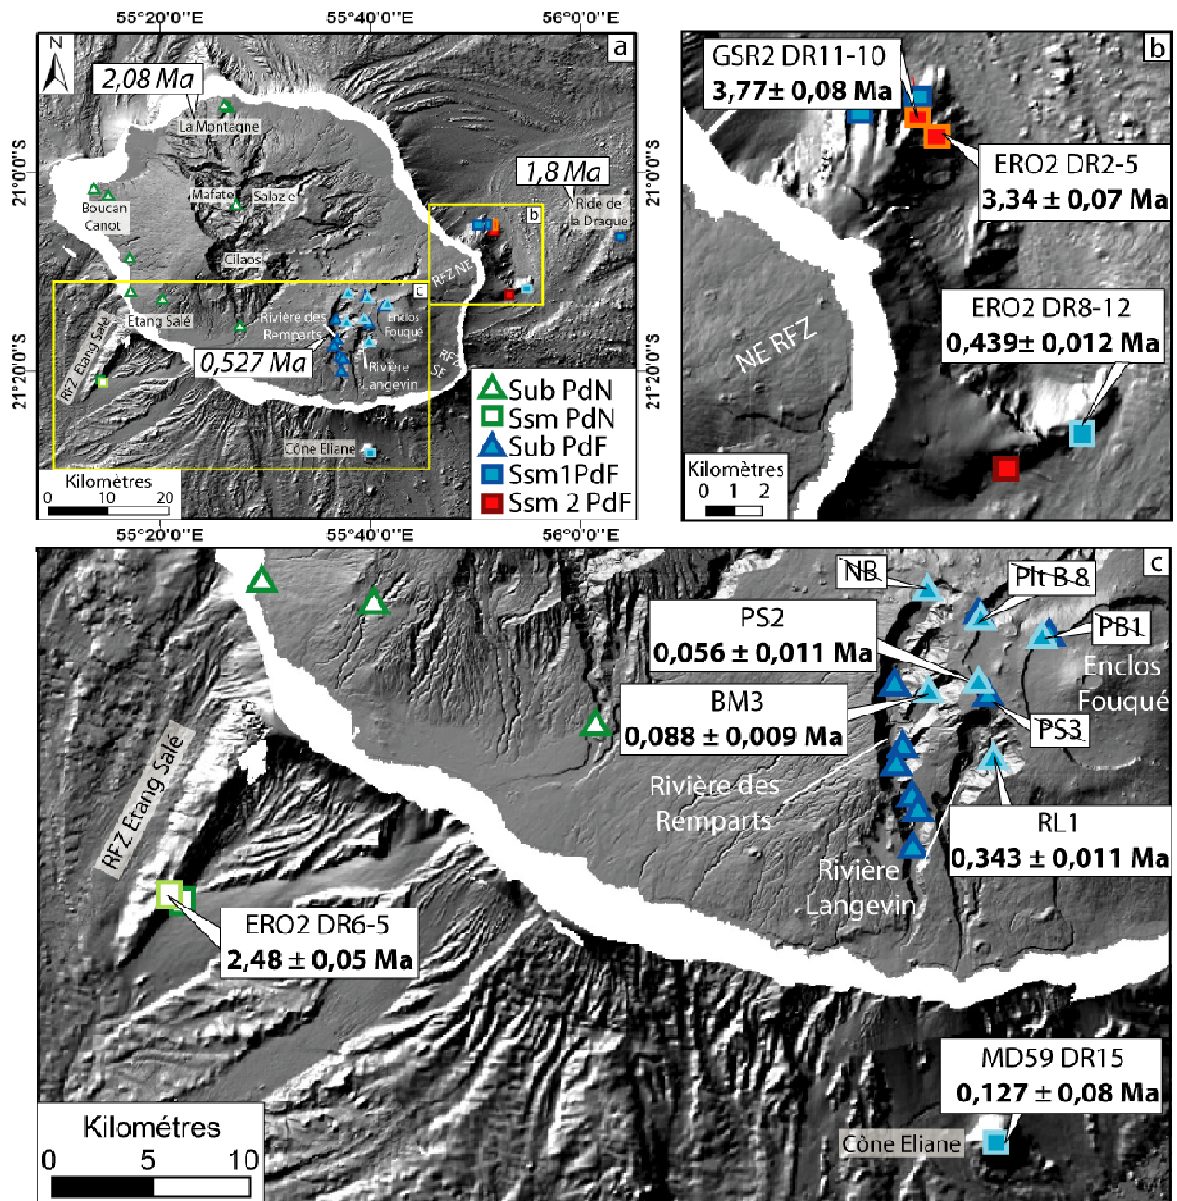 55°20'0''E
55°40'0''E
56°0'0''E
N
a
2,08 Ma
La Montagne
21°0'0''S
21°0'0''S
1,8 Ma
Mafate
Salazie
Boucan
Canot
Ride de
la Drague
b
Cilaos
RFZ NE
c
Etang Salé
Rivière des
Remparts
Enclos
Fouqué
RFZ Etang Salé
0,527 Ma
Rivière
Langevin
RFZ
SE
21°20'0''S
21°20'0''S
Cône Eliane
Kilomètres
0 10 20
Sub PdN
Ssm PdN
Sub PdF
Ssm1PdF
Ssm 2 PdF
55°20'0''E
55°40'0''E
56°0'0''E
b
GSR2 DR11-10
3,77± 0,08 Ma
ERO2 DR2-5
3,34 ± 0,07 Ma
ERO2 DR8-12
0,439± 0,012 Ma
NE RFZ
Kilomètres
0 1 2
c
NB
Plt B 8
PB1
PS2
0,056 ± 0,011 Ma
Enclos
Fouqué
BM3
0,088 ± 0,009 Ma
PS3
RFZ Etang Salé
Rivière des
Remparts
RL1
0,343 ± 0,011 Ma
Rivière
Langevin
ERO2 DR6-5
2,48 ± 0,05 Ma
MD59 DR15
0,127 ± 0,08 Ma
Cône Eliane
Kilométres
0 5 10